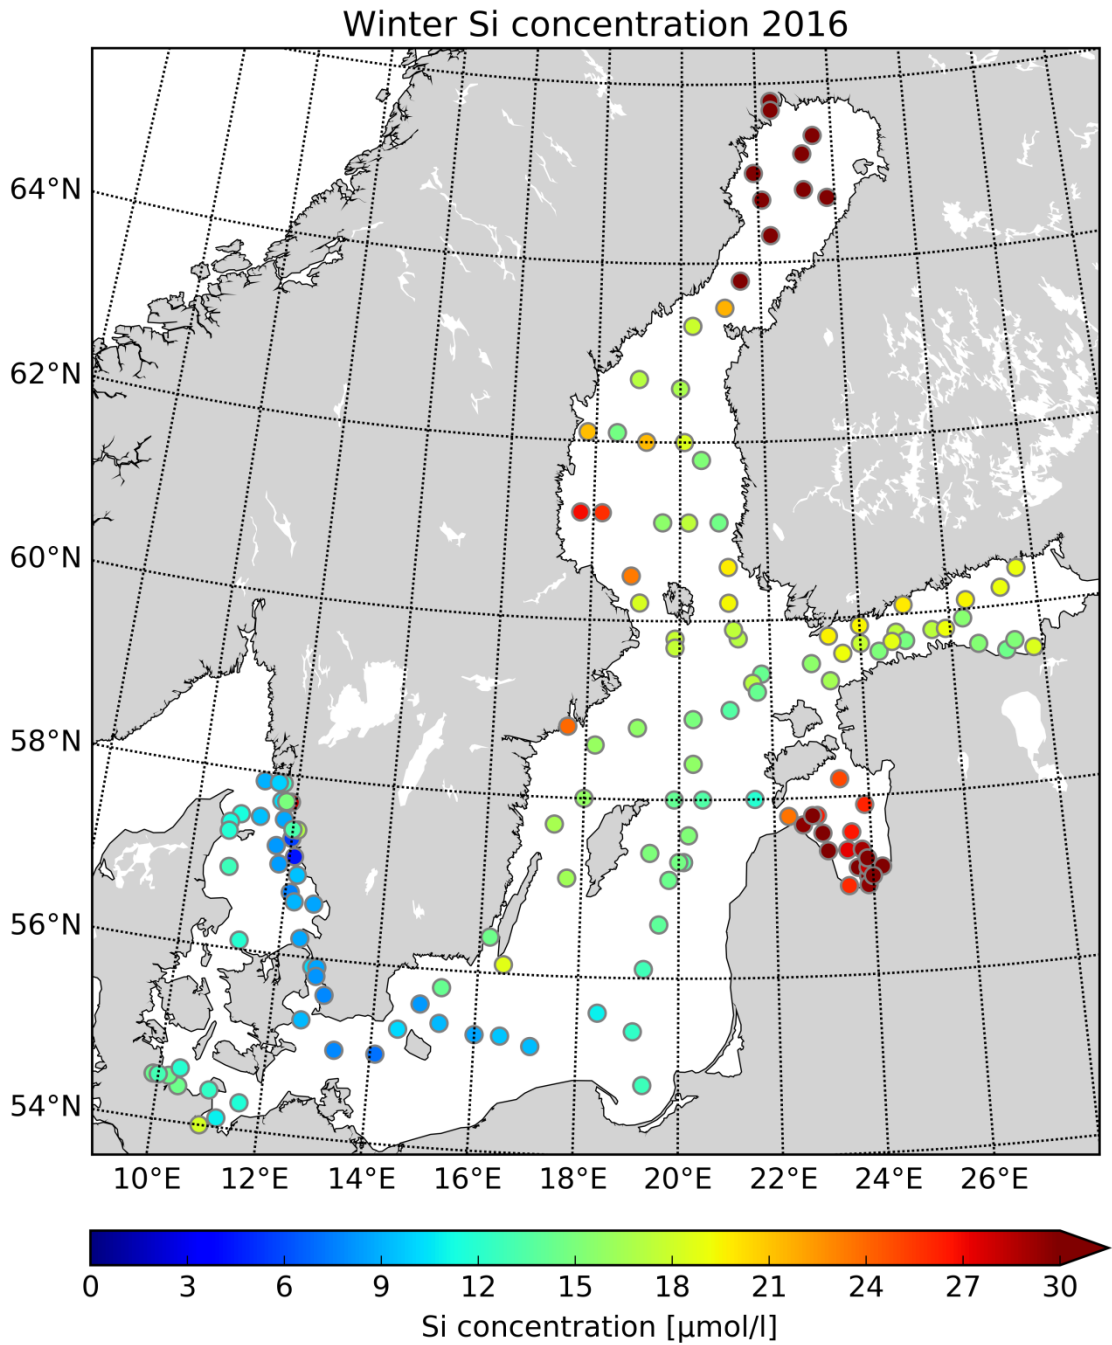 Winter Si concentration 2016
64°N
62°N
60°N
58°N
56°N
54°N
10°E 12°E 14°E 16°E 18°E 20°E 22°E 24°E 26°E
0 3 6 9 12 15 18 21 24 27 30
Si concentration [µmol/l]